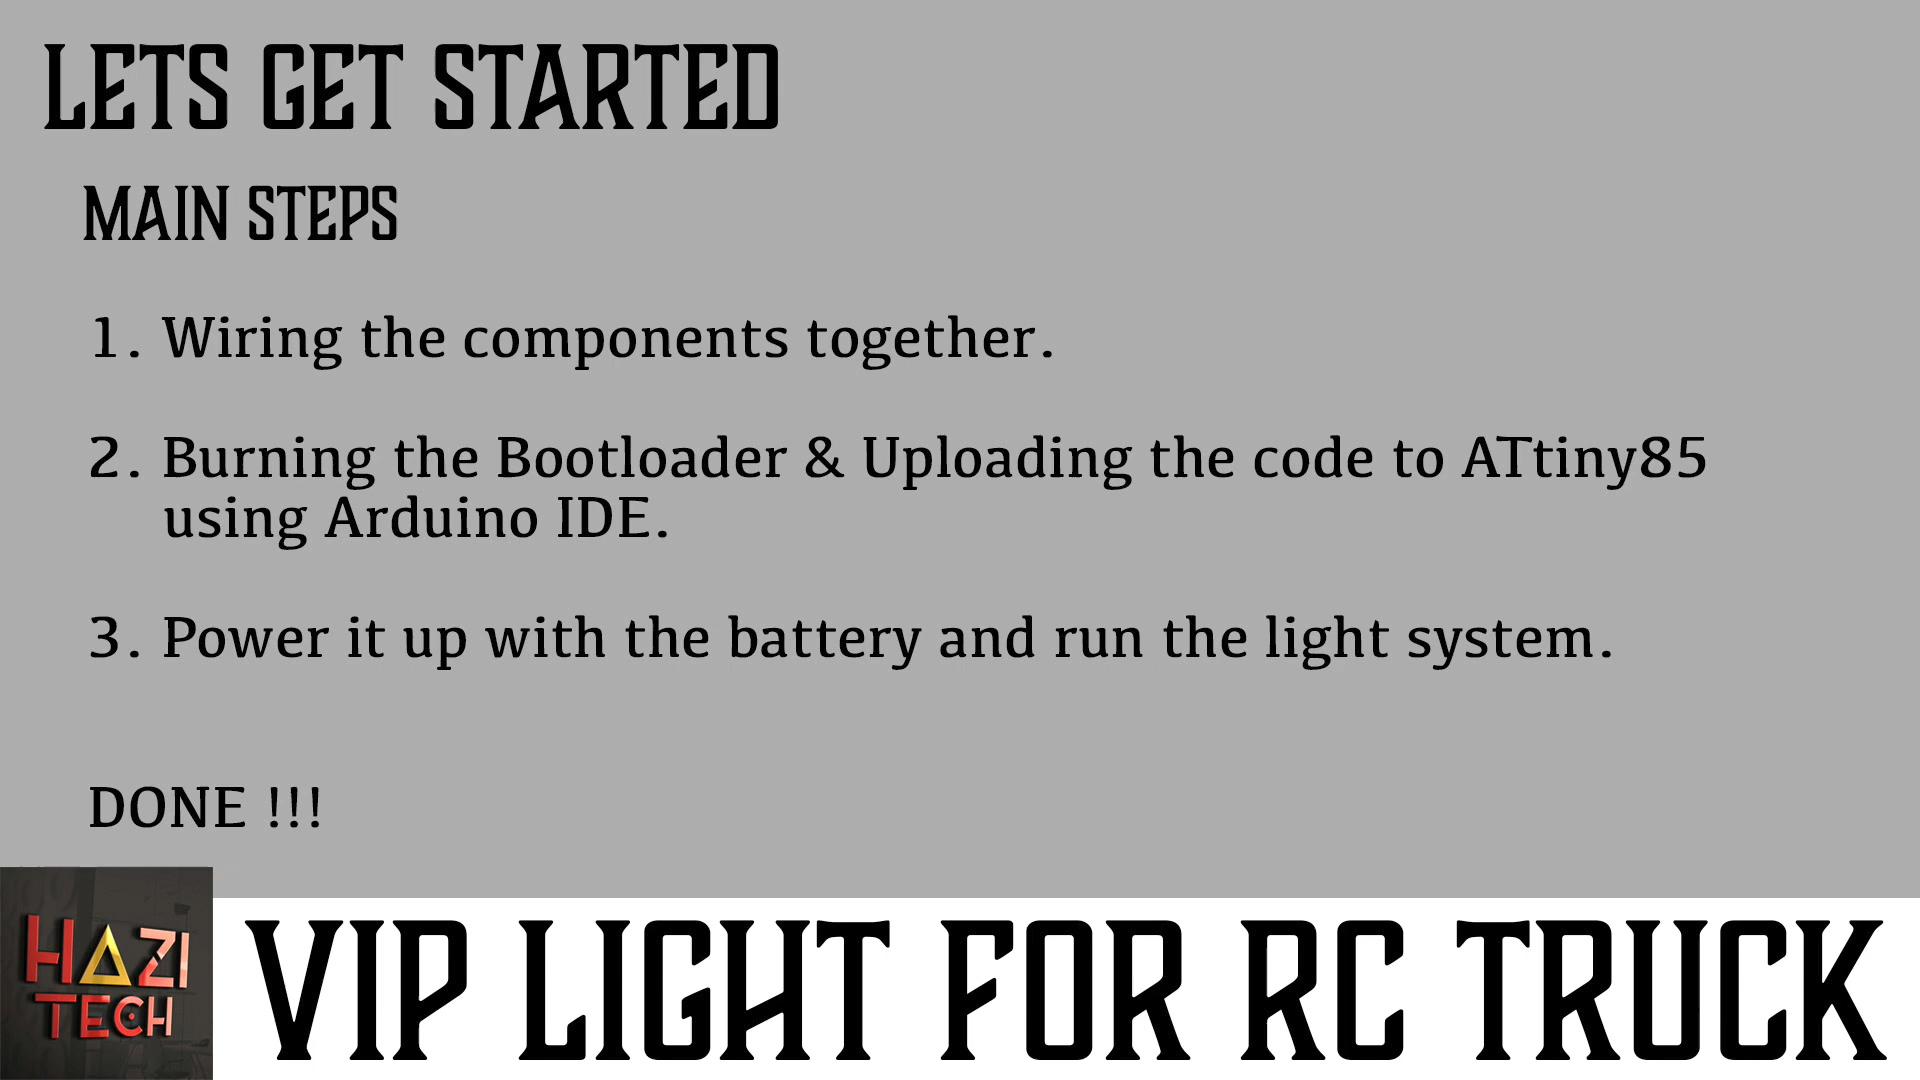 LETS GET STARTED
MAIN STEPS
1. Wiring the components together.
2. Burning the Bootloader & Uploading the code to ATtiny85
using Arduino IDE.
3. Power it up with the battery and run the light system.
DONE !!!
HAZI
TECH
VIP LIGHT FOR RC TRUCK